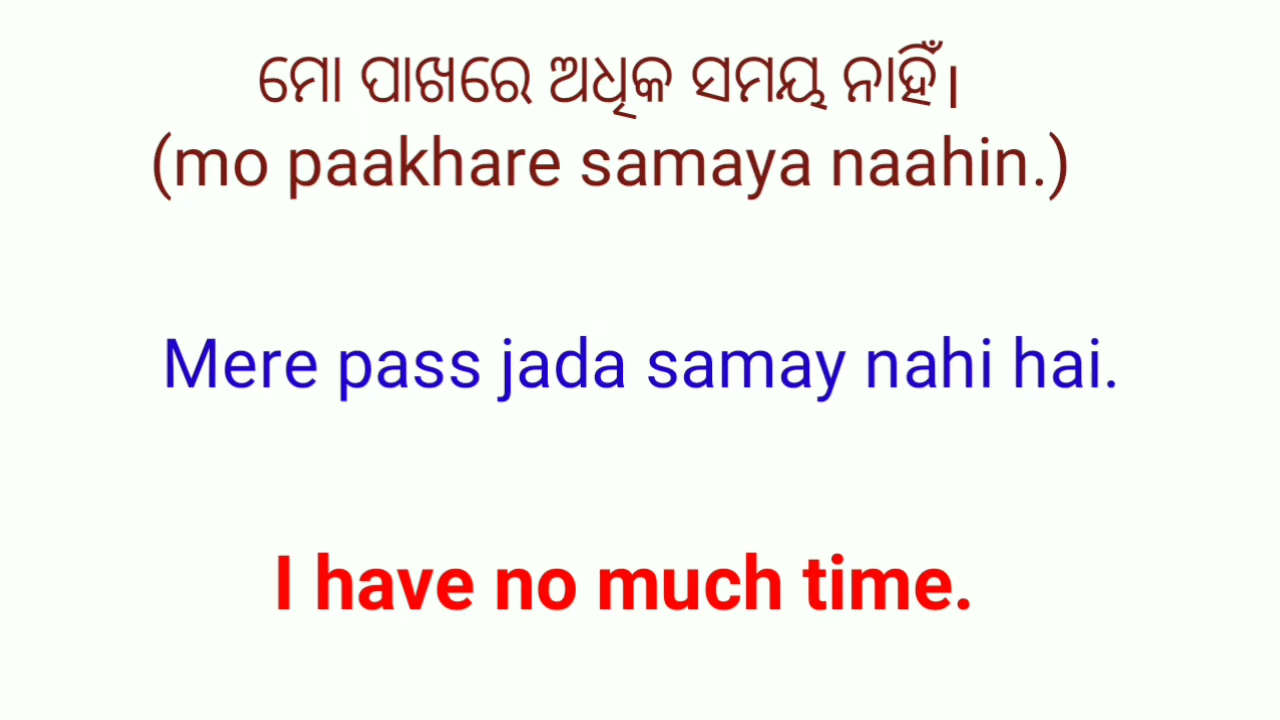 ମୋ ପାଖରେ ଅଧିକ ସମୟ ନାହିଁ।
(mo paakhare samaya naahin.)
Mere pass jada samay nahi hai.
I have no much time.